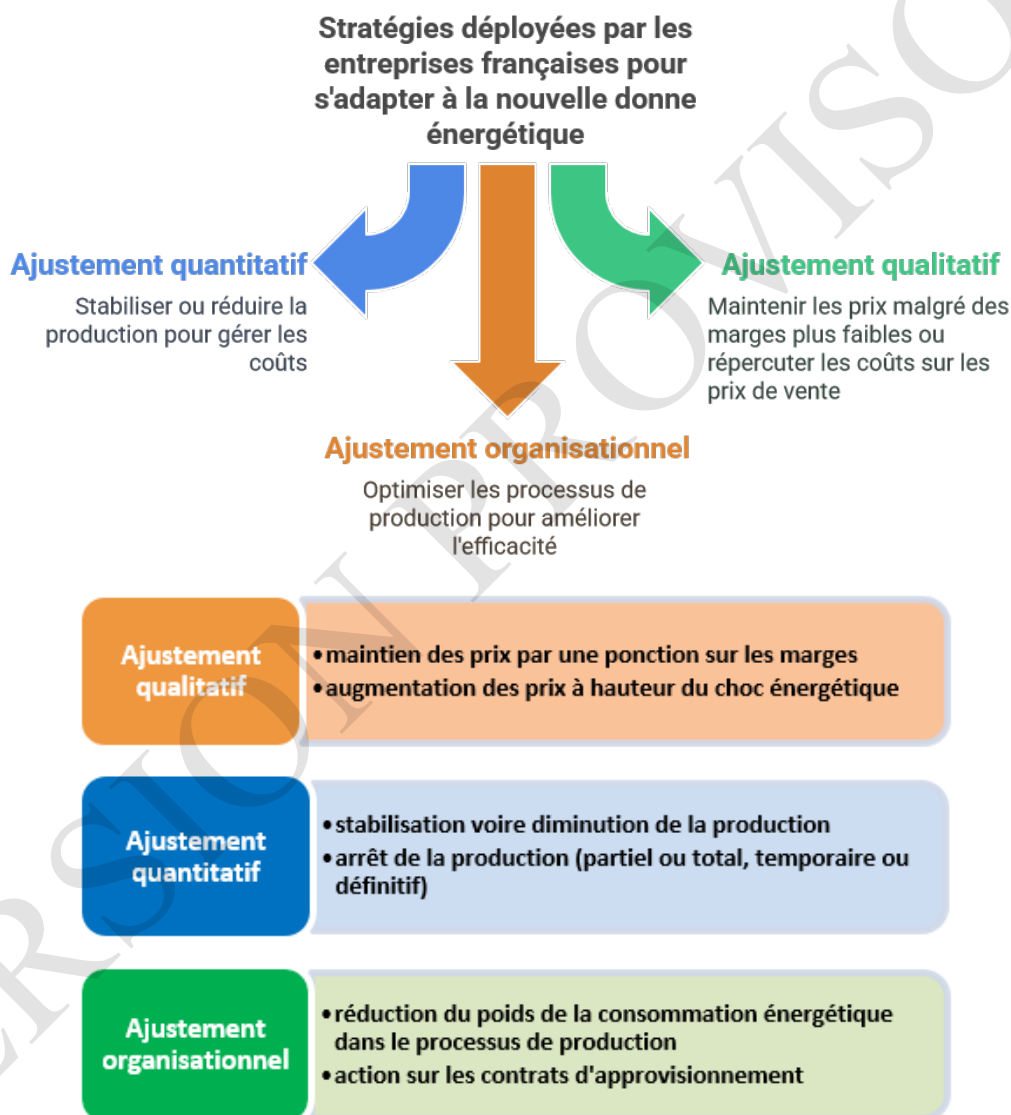 Stratégies déployées par les
entreprises françaises pour
s'adapter à la nouvelle donne
énergétique
Ajustement quantitatif
Stabiliser ou réduire la
production pour gérer les
coûts
Ajustement qualitatif
Maintenir les prix malgré des
marges plus faibles ou
répercuter les coûts sur les
prix de vente
Ajustement organisationnel
Optimiser les processus de
production pour améliorer
l'efficacité
Ajustement
qualitatif
•maintien des prix par une ponction sur les marges
•augmentation des prix à hauteur du choc énergétique
Ajustement
quantitatif
•stabilisation voire diminution de la production
•arrêt de la production (partiel ou total, temporaire ou
définitif)
Ajustement
organisationnel
•réduction du poids de la consommation énergétique
dans le processus de production
•action sur les contrats d'approvisionnement
ERSION PROVISO